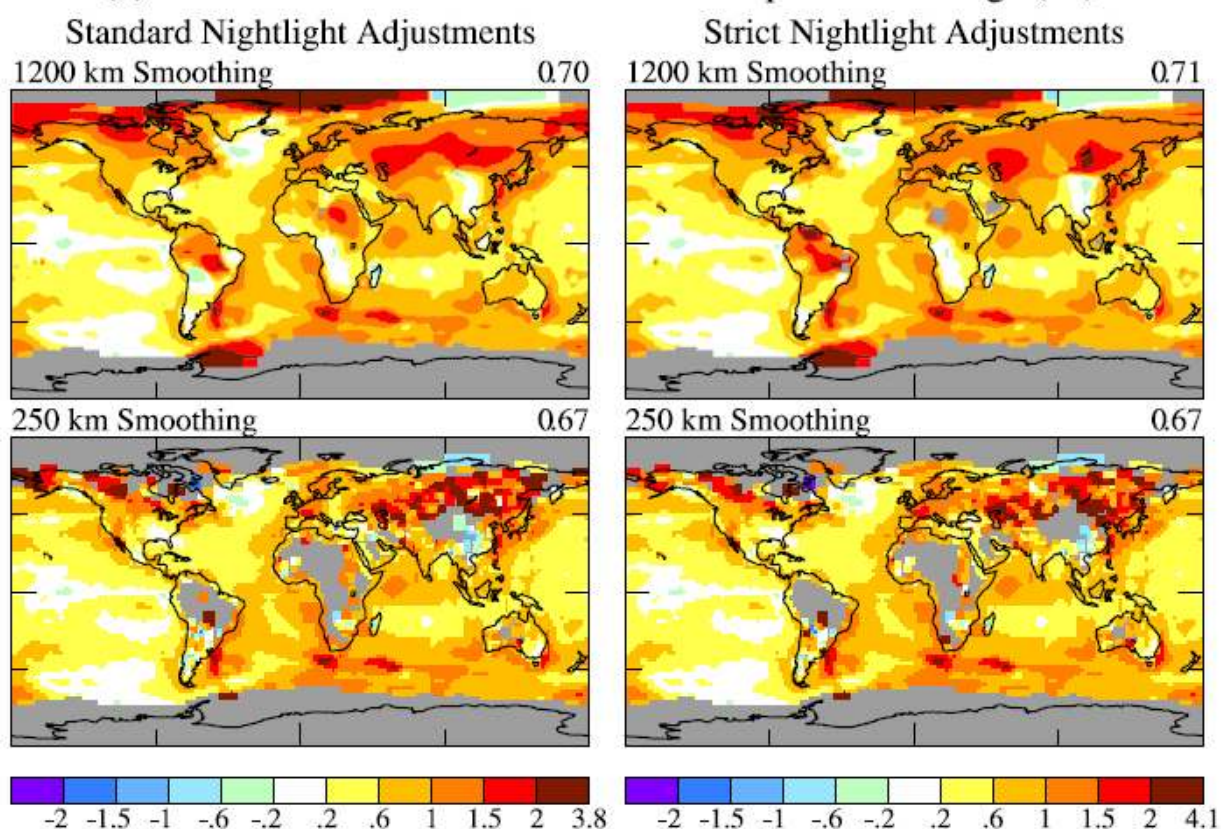 Standard Nightlight Adjustments
Strict Nightlight Adjustments
1200 km Smoothing 0.70
1200 km Smoothing 0.71
250 km Smoothing 0.67
250 km Smoothing 0.67
-2 -1.5 -1 -.6 -.2 .2 .6 1 1.5 2 3.8
-2 -1.5 -1 -.6 -.2 .2 .6 1 1.5 2 4.1